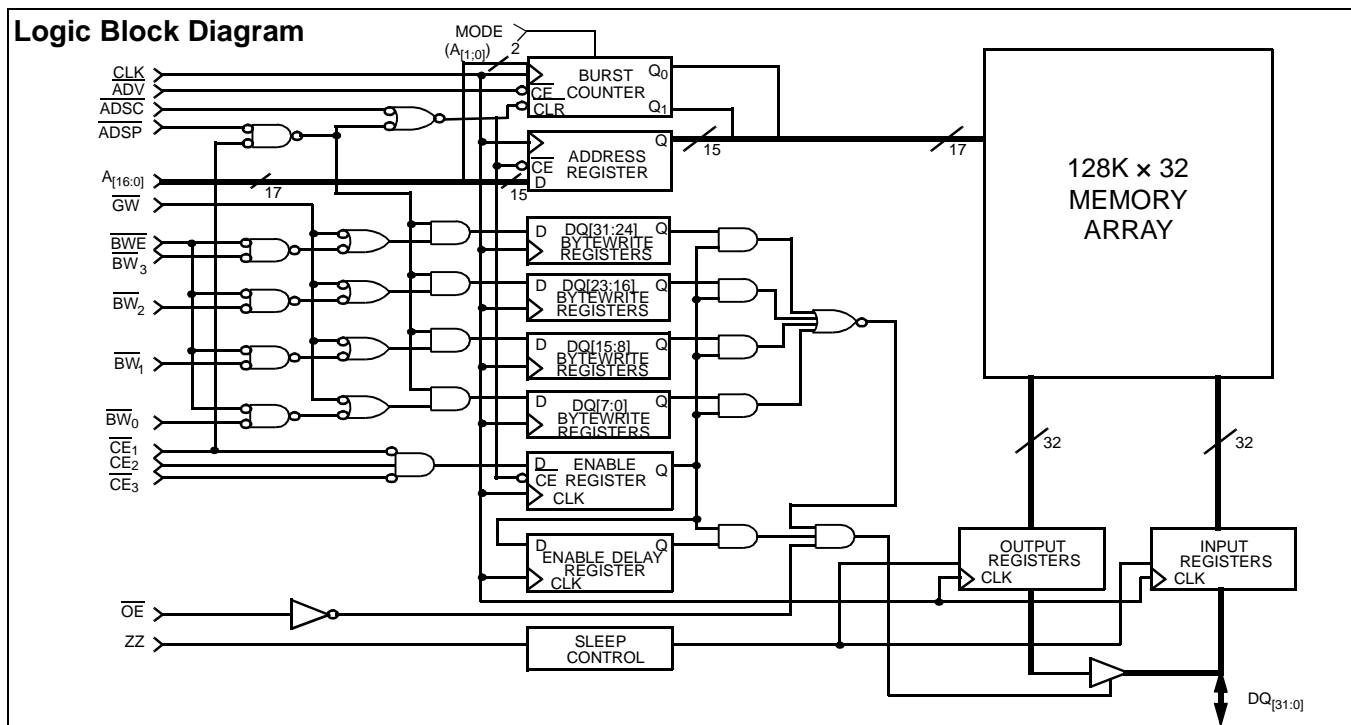 Logic Block Diagram
MODE
(A[1;0]) 2
CLK
ADV
ADSC
ADSP
A[16:0]
GW
BWE
BW3
BW2
BW1
BW0
CE1
CE2
CE3
OE
ZZ
17
15
BURST
COUNTER
CE
CLR
Q0
Q1
ADDRESS
REGISTER
CE
D
Q
15
17
128K × 32
MEMORY
ARRAY
D DQ[31:24] Q
BYTEWRITE
REGISTERS
D DQ[23:16] Q
BYTEWRITE
REGISTERS
D DQ[15:8] Q
BYTEWRITE
REGISTERS
D DQ[7:0] Q
BYTEWRITE
REGISTERS
D ENABLE Q
CE REGISTER
CLK
D ENABLE DELAY Q
REGISTER
CLK
SLEEP
CONTROL
32
32
OUTPUT
REGISTERS
CLK
INPUT
REGISTERS
CLK
DQ[31:0]